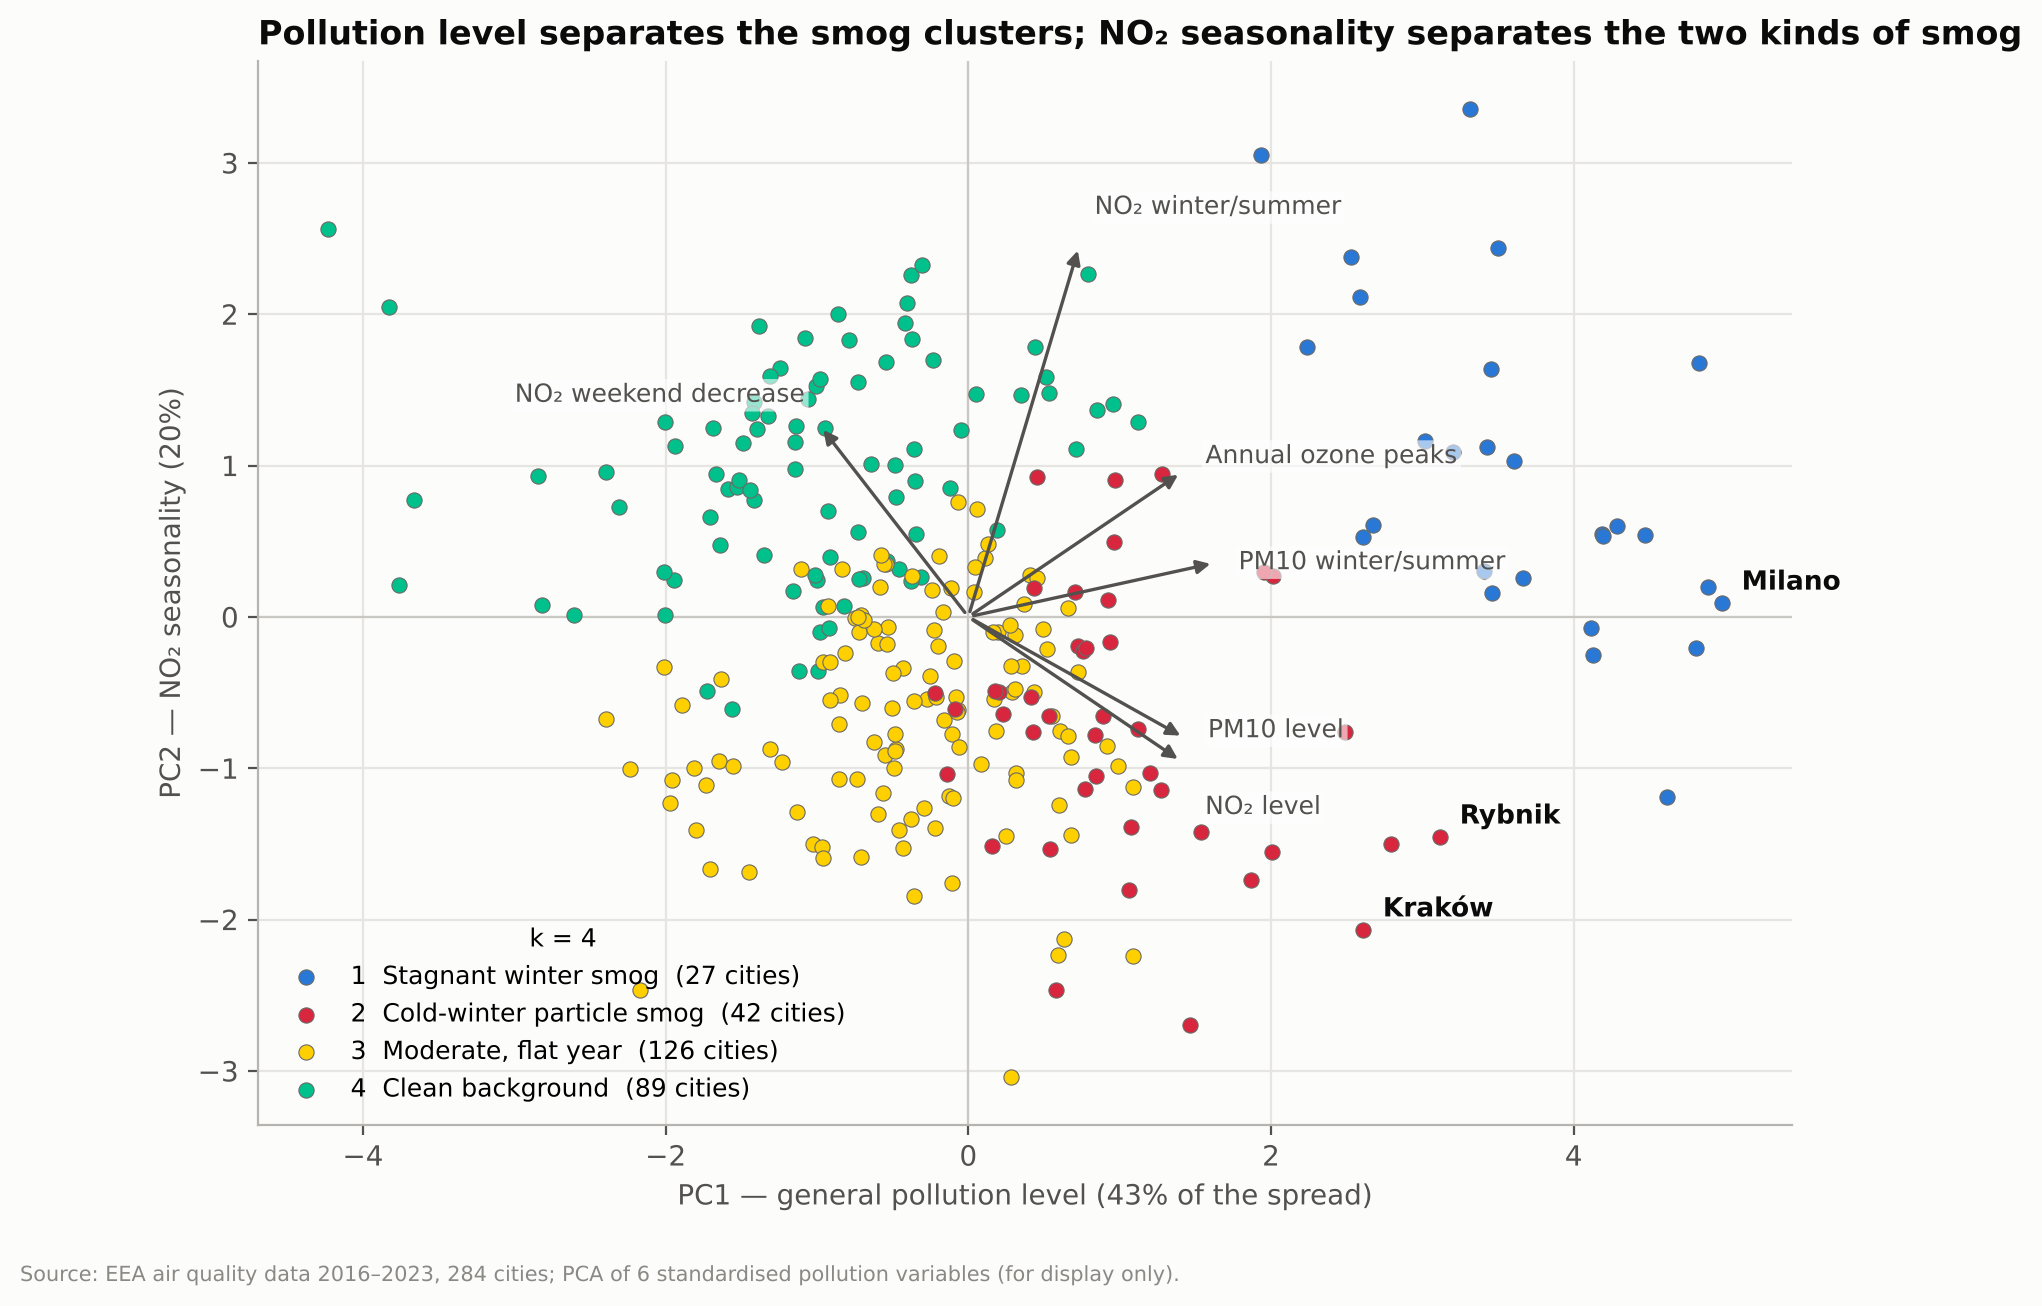 Pollution level separates the smog clusters; NO₂ seasonality separates the two kinds of smog
3
2
1
0
−1
−2
−3
PC2 — NO₂ seasonality (20%)
NO₂ winter/summer
NO₂ weekend decrease
Annual ozone peaks
PM10 winter/summer
Milano
PM10 level
NO₂ level
Rybnik
Kraków
k = 4
1 Stagnant winter smog (27 cities)
2 Cold-winter particle smog (42 cities)
3 Moderate, flat year (126 cities)
4 Clean background (89 cities)
−4
−2
0
2
4
PC1 — general pollution level (43% of the spread)
Source: EEA air quality data 2016–2023, 284 cities; PCA of 6 standardised pollution variables (for display only).